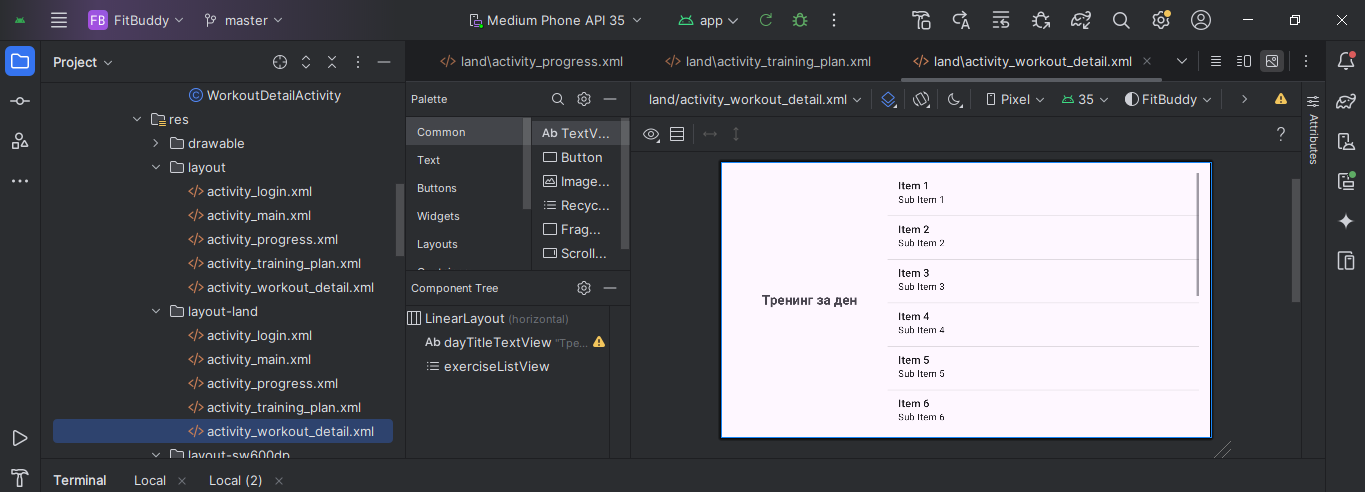 FB FitBuddy master Medium Phone API 35 app
Project
land\activity_progress.xml land\activity_training_plan.xml land\activity_workout_detail.xml
WorkoutDetailActivity
res
drawable
layout
activity_login.xml
activity_main.xml
activity_progress.xml
activity_training_plan.xml
activity_workout_detail.xml
layout-land
activity_login.xml
activity_main.xml
activity_progress.xml
activity_training_plan.xml
activity_workout_detail.xml
layout-sw600dp
Palette
Common
Text
Buttons
Widgets
Layouts
Ab TextV...
Button
Image...
Recyc...
Frag...
Scroll...
Component Tree
LinearLayout (horizontal)
Ab dayTitleTextView "Тре...
exerciseListView
land/activity_workout_detail.xml Pixel 35 FitBuddy
?
Тренинг за ден
Item 1
Sub Item 1
Item 2
Sub Item 2
Item 3
Sub Item 3
Item 4
Sub Item 4
Item 5
Sub Item 5
Item 6
Sub Item 6
Attributes
Terminal Local Local (2)